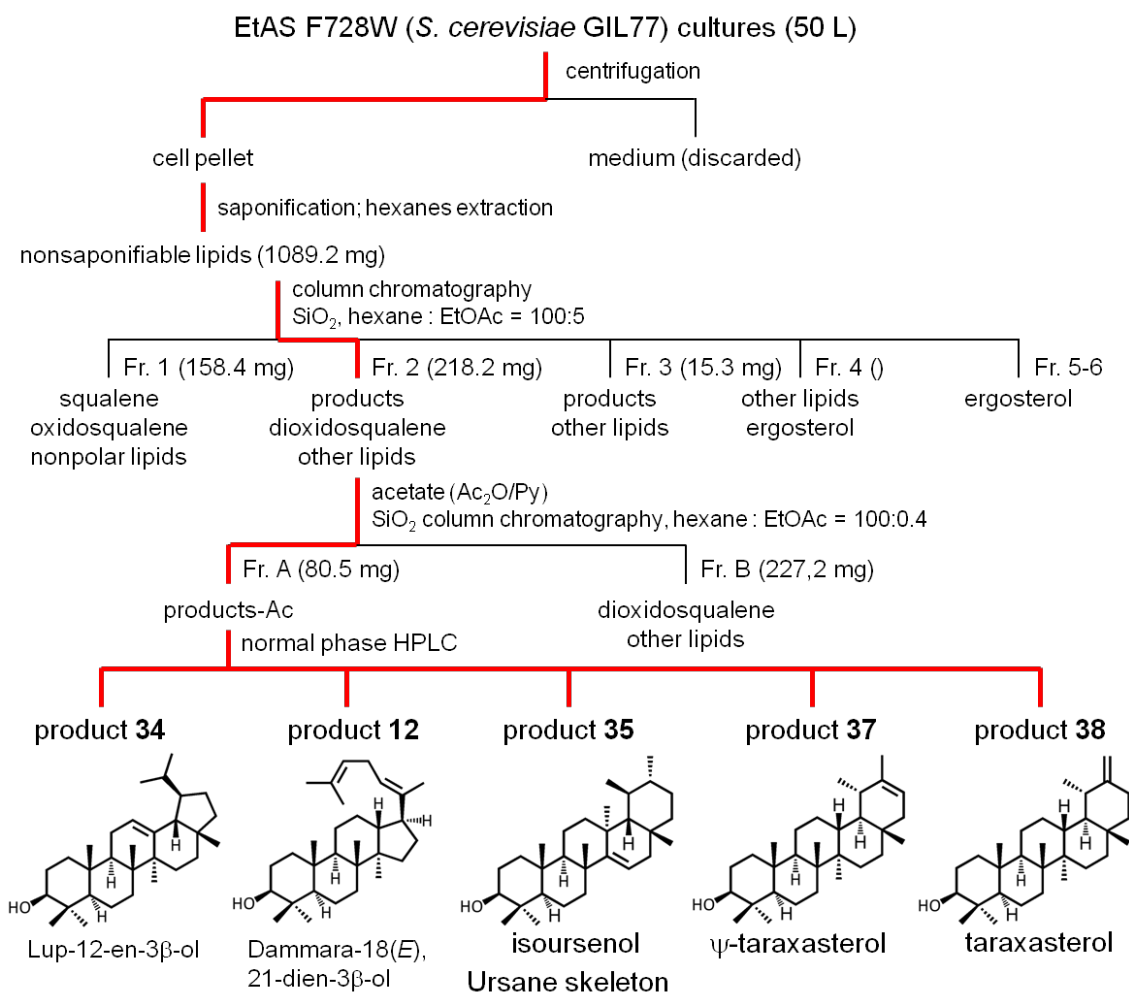 EtAS F728W (S. cerevisiae GIL77) cultures (50 L)
centrifugation
cell pellet
medium (discarded)
saponification; hexanes extraction
nonsaponifiable lipids (1089.2 mg)
column chromatography
SiO₂, hexane : EtOAc = 100:5
Fr. 1 (158.4 mg)
Fr. 2 (218.2 mg)
Fr. 3 (15.3 mg)
Fr. 4 ()
Fr. 5-6
squalene
oxidosqualene
nonpolar lipids
products
dioxidosqualene
other lipids
products
other lipids
other lipids
ergosterol
ergosterol
acetate (Ac₂O/Py)
SiO₂ column chromatography, hexane : EtOAc = 100:0.4
Fr. A (80.5 mg)
Fr. B (227,2 mg)
products-Ac
dioxidosqualene
other lipids
normal phase HPLC
product 34
product 12
product 35
product 37
product 38
H
H
H
HO
H
H
H
H
HO
H
H
H
HO
H
H
H
H
HO
H
H
H
H
HO
Lup-12-en-3β-ol
Dammara-18(E),
21-dien-3β-ol
isoursenol
Ursane skeleton
ψ-taraxasterol
taraxasterol